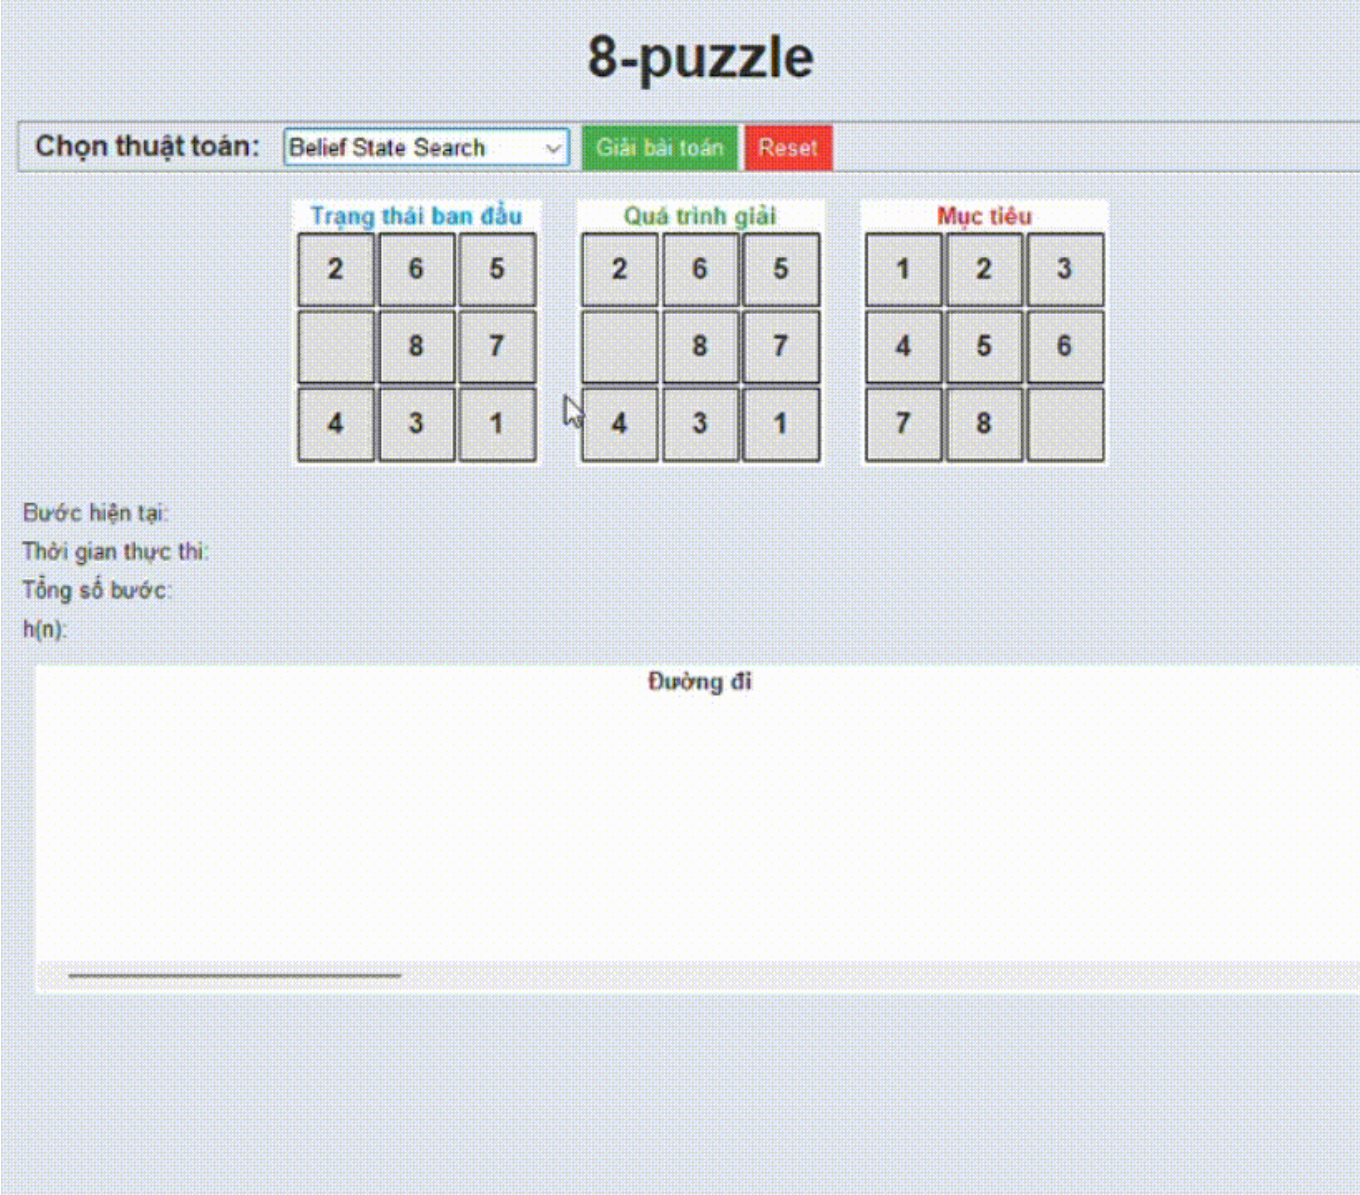 8-puzzle
Chọn thuật toán: Belief State Search Giải bài toán Reset
Trạng thái ban đầu Quá trình giải Mục tiêu
2 6 5 2 6 5 1 2 3
8 7 8 7 4 5 6
4 3 1 4 3 1 7 8
Bước hiện tại:
Thời gian thực thi:
Tổng số bước:
h(n):
Đường đi